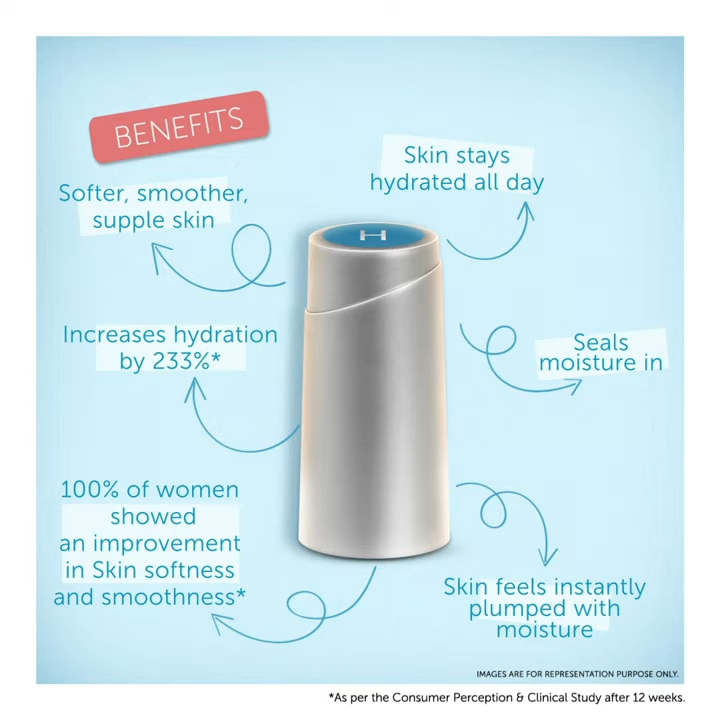 BENEFITS
Softer, smoother,
supple skin
Skin stays
hydrated all day
H
Increases hydration
by 233%*
Seals
moisture in
100% of women
showed
an improvement
in Skin softness
and smoothness*
Skin feels instantly
plumped with
moisture
IMAGES ARE FOR REPRESENTATION PURPOSE ONLY.
*As per the Consumer Perception & Clinical Study after 12 weeks.